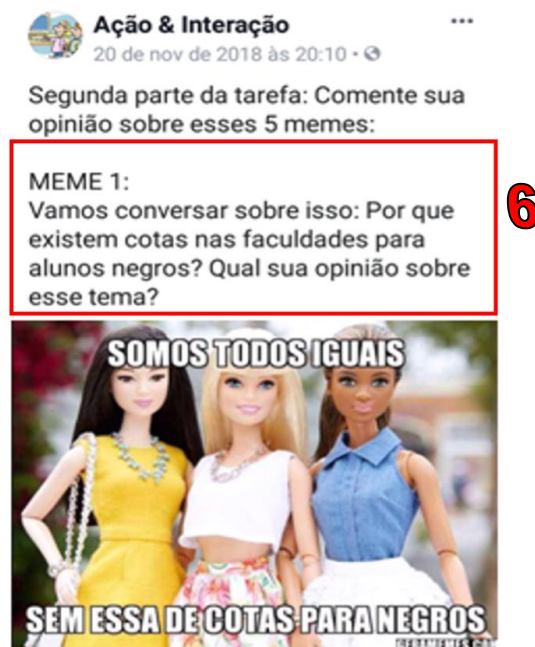 Ação & Interação
20 de nov de 2018 às 20:10 •
Segunda parte da tarefa: Comente sua
opinião sobre esses 5 memes:
MEME 1:
Vamos conversar sobre isso: Por que
existem cotas nas faculdades para
alunos negros? Qual sua opinião sobre
esse tema?
6
SOMOS TODOS IGUAIS
SEM ESSA DE COTAS PARA NEGROS
GERAMEMES.COM